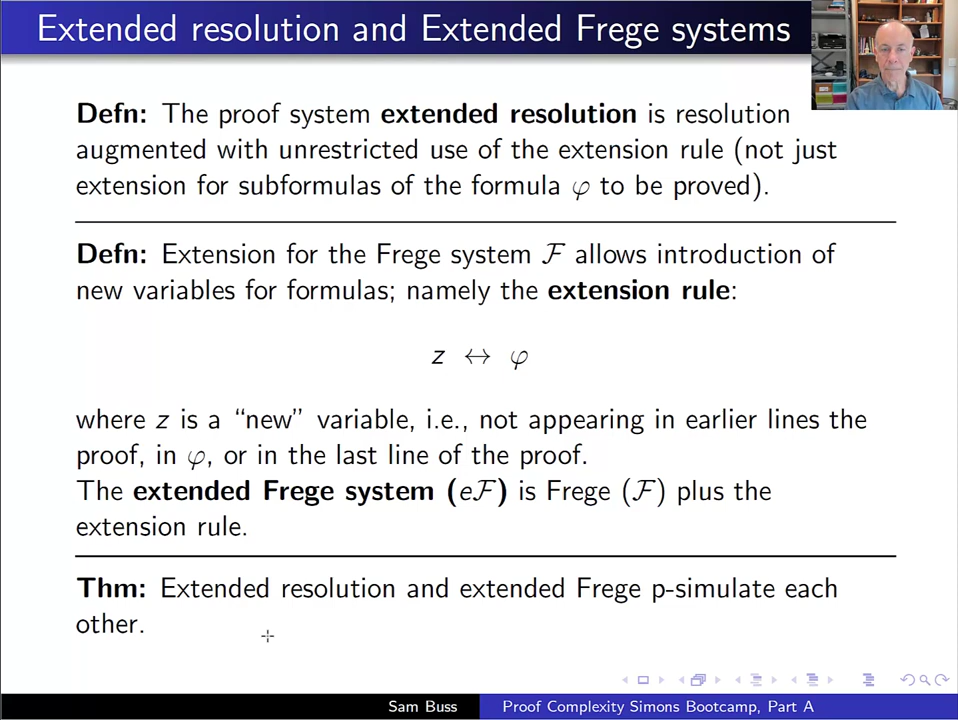 Extended resolution and Extended Frege systems
Defn: The proof system extended resolution is resolution
augmented with unrestricted use of the extension rule (not just
extension for subformulas of the formula φ to be proved).
Defn: Extension for the Frege system ℱ allows introduction of
new variables for formulas; namely the extension rule:
z ↔ φ
where z is a “new” variable, i.e., not appearing in earlier lines the
proof, in φ, or in the last line of the proof.
The extended Frege system (eℱ) is Frege (ℱ) plus the
extension rule.
Thm: Extended resolution and extended Frege p-simulate each
other.
Sam Buss Proof Complexity Simons Bootcamp, Part A